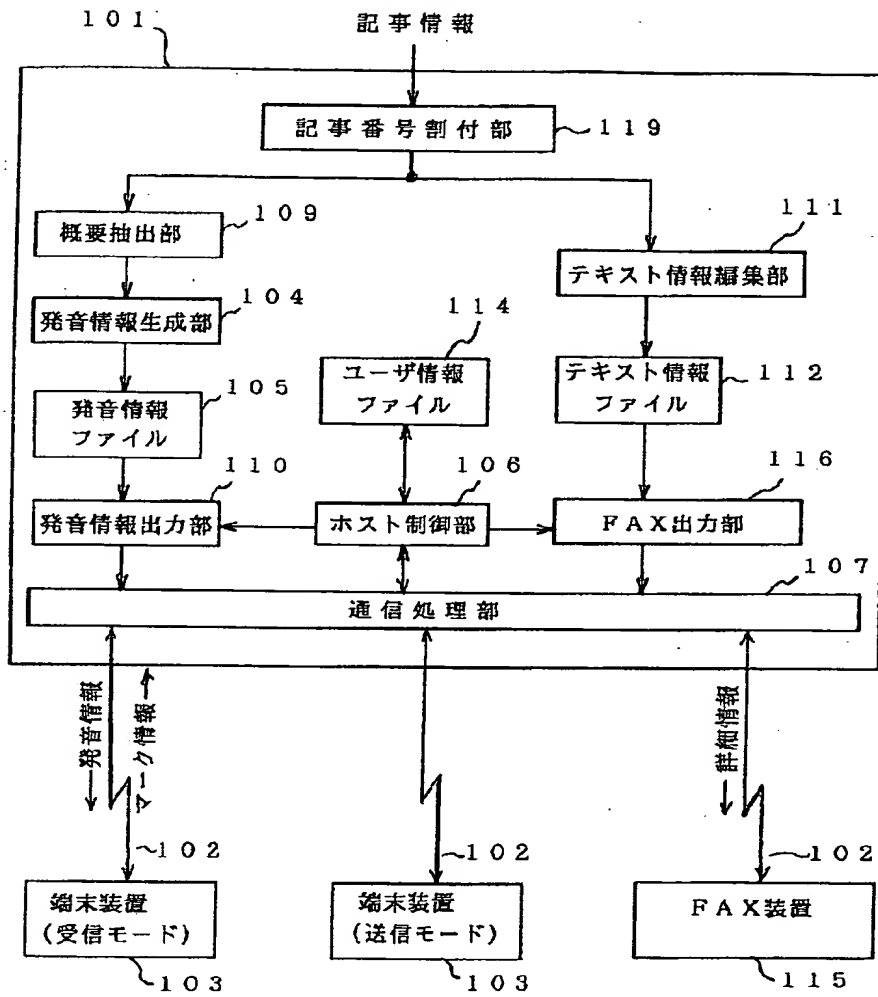 記事情報
101
記事番号割付部
119
概要抽出部
109
111
テキスト情報編集部
発音情報生成部
104
114
ユーザ情報
ファイル
テキスト情報
ファイル
112
発音情報
ファイル
105
110
106
116
発音情報出力部
ホスト制御部
FAX出力部
107
通信処理部
発音情報
マーク情報
詳細情報
102
102
102
端末装置
(受信モード)
端末装置
(送信モード)
FAX装置
103
103
115